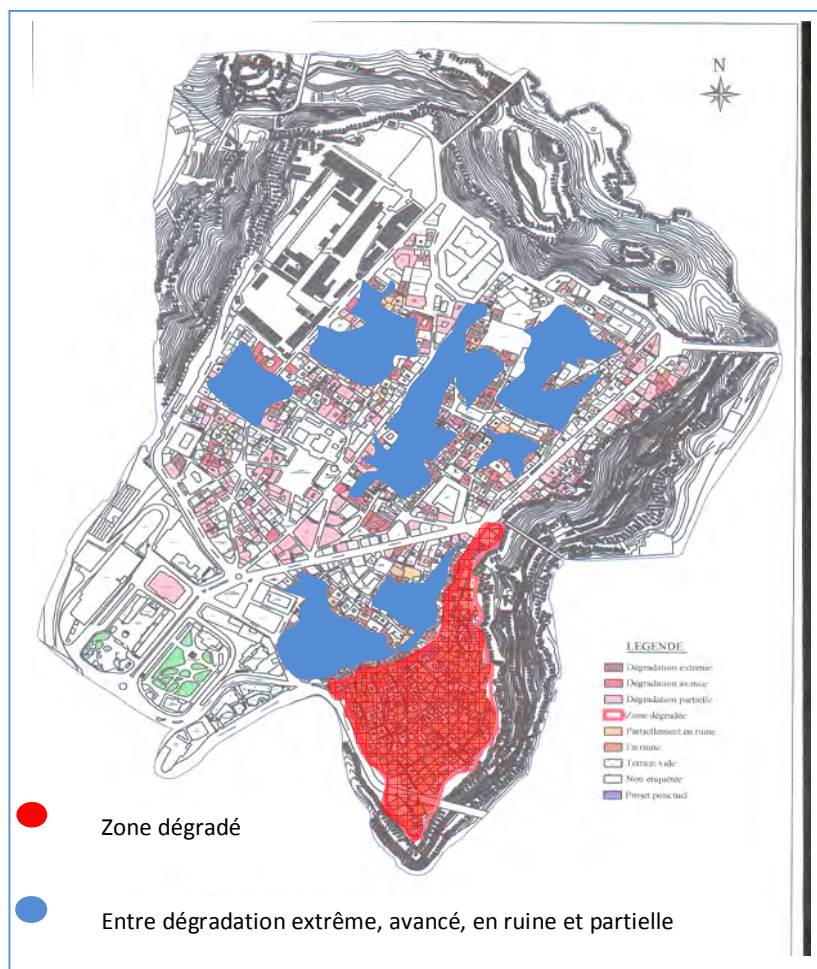 N
LEGENDE
Dégradation extrême
Dégradation avancé
Dégradation partielle
Zone dégradée
Partiellement en ruine
En ruine
Terrain vide
Non enquêtée
Projet ponctuel
Zone dégradé
Entre dégradation extrême, avancé, en ruine et partielle